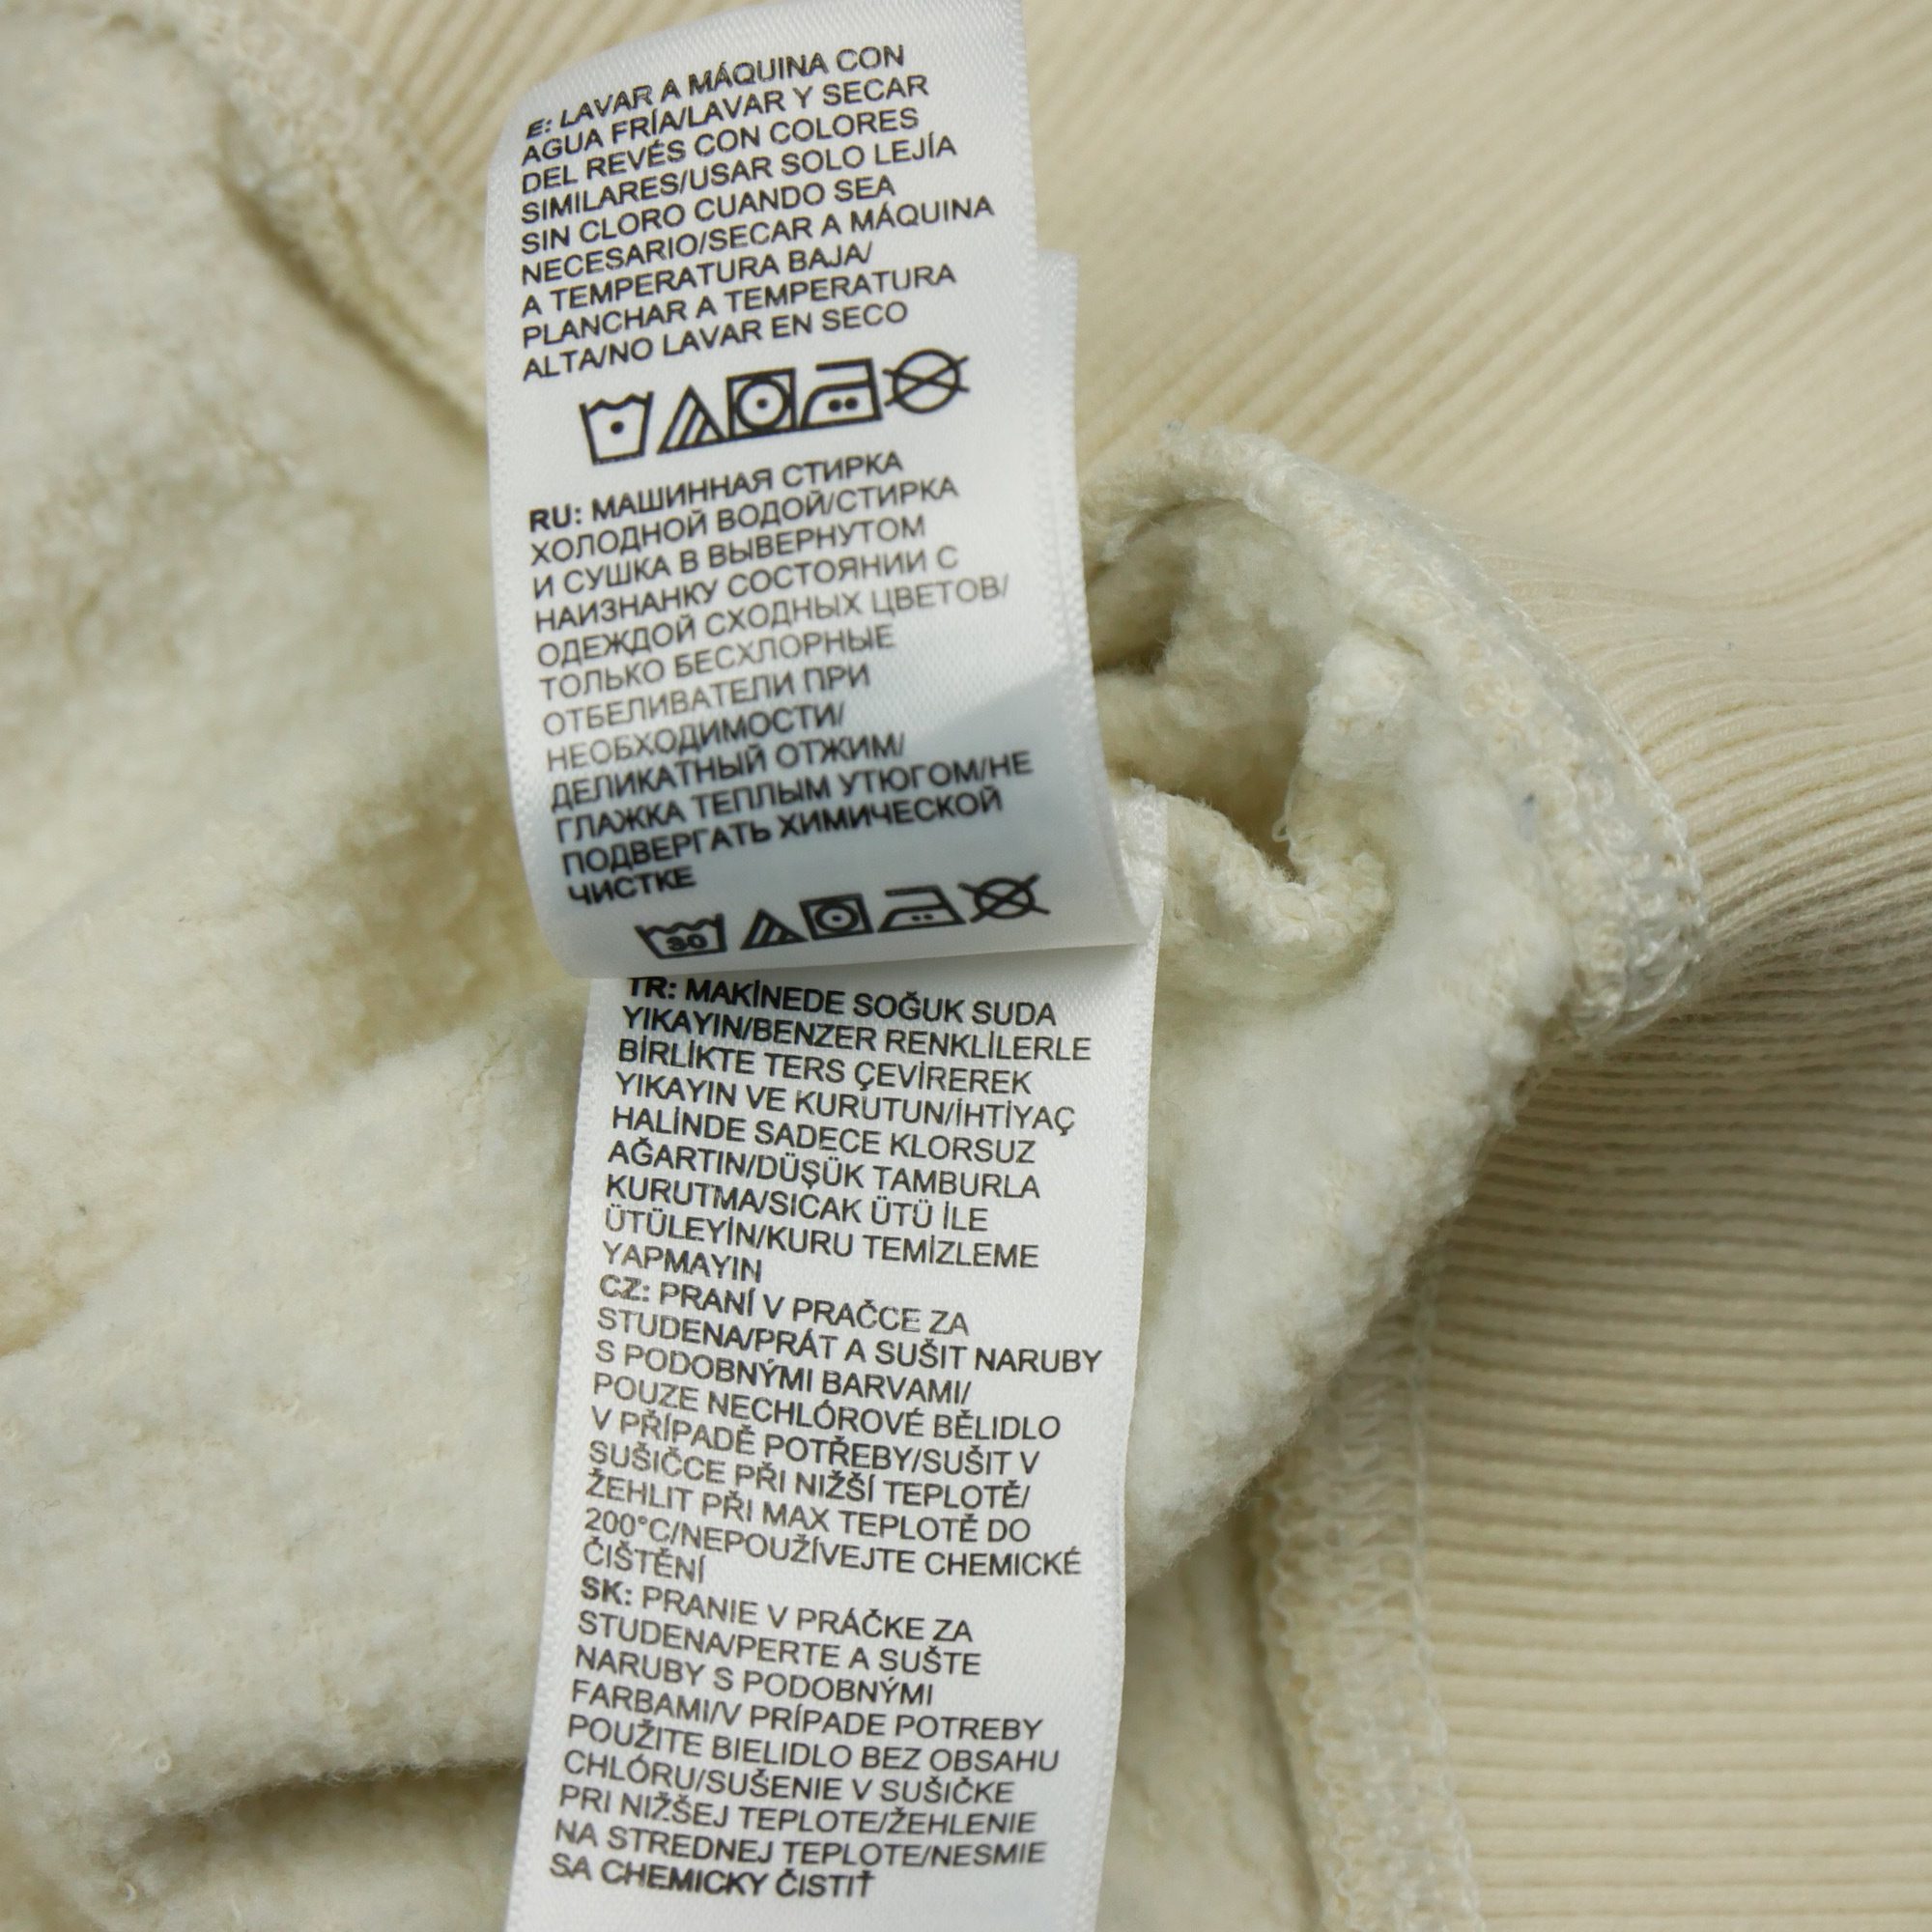 E: LAVAR A MÁQUINA CON
AGUA FRÍA/LAVAR Y SECAR
DEL REVÉS CON COLORES
SIMILARES/USAR SOLO LEJÍA
SIN CLORO CUANDO SEA
NECESARIO/SECAR A MÁQUINA
A TEMPERATURA BAJA/
PLANCHAR A TEMPERATURA
ALTA/NO LAVAR EN SECO
RU: МАШИННАЯ СТИРКА
ХОЛОДНОЙ ВОДОЙ/СТИРКА
И СУШКА В ВЫВЕРНУТОМ
НАИЗНАНКУ СОСТОЯНИИ С
ОДЕЖДОЙ СХОДНЫХ ЦВЕТОВ/
ТОЛЬКО БЕСХЛОРНЫЕ
ОТБЕЛИВАТЕЛИ ПРИ
НЕОБХОДИМОСТИ/
ДЕЛИКАТНЫЙ ОТЖИМ/
ГЛАЖКА ТЕПЛЫМ УТЮГОМ/НЕ
ПОДВЕРГАТЬ ХИМИЧЕСКОЙ
ЧИСТКЕ
30
TR: MAKİNEDE SOĞUK SUDA
YIKAYIN/BENZER RENKLİLERLE
BİRLİKTE TERS ÇEVİREREK
YIKAYIN VE KURUTUN/İHTİYAÇ
HALİNDE SADECE KLORSUZ
AĞARTIN/DÜŞÜK TAMBURLA
KURUTMA/SICAK ÜTÜ İLE
ÜTÜLEYİN/KURU TEMİZLEME
YAPMAYIN
CZ: PRANÍ V PRAČCE ZA
STUDENA/PRÁT A SUŠIT NARUBY
S PODOBNÝMI BARVAMI/
POUZE NECHLÓROVÉ BĚLIDLO
V PŘÍPADĚ POTŘEBY/SUŠIT V
SUŠIČCE PŘI NIŽŠÍ TEPLOTĚ/
ŽEHLIT PŘI MAX TEPLOTĚ DO
200°C/NEPOUŽÍVEJTE CHEMICKÉ
ČIŠTĚNÍ
SK: PRANIE V PRÁČKE ZA
STUDENA/PERTE A SUŠTE
NARUBY S PODOBNÝMI
FARBAMI/V PRÍPADE POTREBY
POUŽITE BIELIDLO BEZ OBSAHU
CHLÓRU/SUŠENIE V SUŠIČKE
PRI NIŽŠEJ TEPLOTE/ŽEHLENIE
NA STREDNEJ TEPLOTE/NESMIE
SA CHEMICKY ČISTIŤ